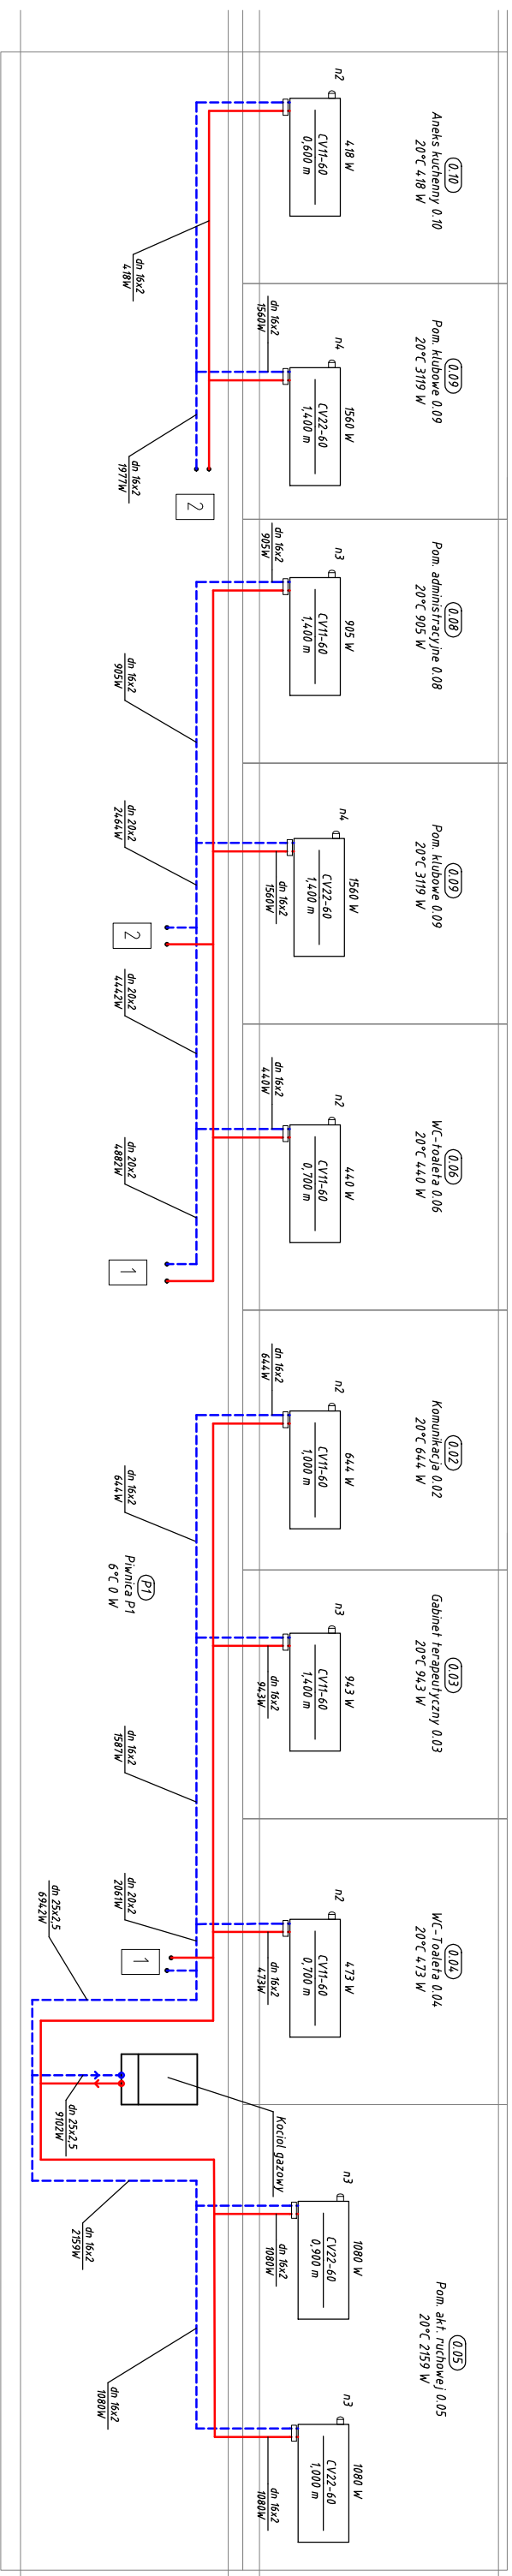 0.10
Aneks kuchenny 0.10
20°C 418 W
n2
418 W
CV11-60
0,600 m
dn 16x2
418W
0.09
Pom. klubowe 0.09
20°C 3119 W
n4
1560 W
CV22-60
1,400 m
dn 16x2
1560W
dn 16x2
1977W
2
0.08
Pom. administracyjne 0.08
20°C 905 W
n3
905 W
CV11-60
1,400 m
dn 16x2
905W
dn 16x2
905W
0.09
Pom. klubowe 0.09
20°C 3119 W
n4
1560 W
CV22-60
1,400 m
dn 16x2
1560W
dn 20x2
2464W
2
dn 20x2
4442W
0.06
WC-toaleta 0.06
20°C 440 W
n2
440 W
CV11-60
0,700 m
dn 16x2
440W
dn 20x2
4882W
1
0.02
Komunikacja 0.02
20°C 644 W
n2
644 W
CV11-60
1,000 m
dn 16x2
644W
dn 16x2
644W
P1
Piwnica P1
6°C 0 W
0.03
Gabinet terapeutyczny 0.03
20°C 943 W
n3
943 W
CV11-60
1,400 m
dn 16x2
943W
dn 16x2
1587W
0.04
WC-Toaleta 0.04
20°C 473 W
n2
473 W
CV11-60
0,700 m
dn 16x2
473W
dn 20x2
2061W
1
dn 25x2,5
6942W
Kocioł gazowy
dn 25x2,5
9102W
0.05
Pom. akt. ruchowej 0.05
20°C 2159 W
n3
1080 W
CV22-60
0,900 m
dn 16x2
1080W
dn 16x2
2159W
n3
1080 W
CV22-60
1,000 m
dn 16x2
1080W
dn 16x2
1080W